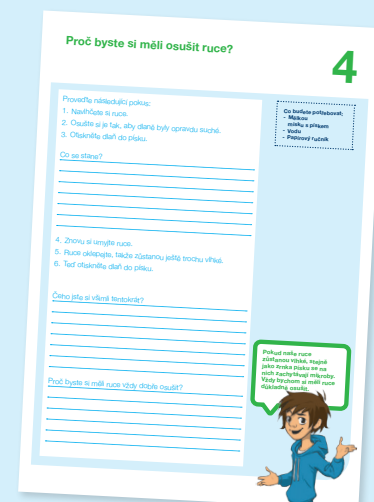 Proč byste si měli osušit ruce?
4
Proveďte následující pokus:
1. Navlhčete si ruce.
2. Osušte si je tak, aby dlaně byly opravdu suché.
3. Otiskněte dlaň do písku.
Co se stane?
4. Znovu si umyjte ruce.
5. Ruce oklepejte, takže zůstanou ještě trochu vlhké.
6. Teď otiskněte dlaň do písku.
Čeho jste si všimli tentokrát?
Proč byste si měli ruce vždy dobře osušit?
Co budete potřebovat:
- Mělkou
misku s pískem
- Vodu
- Papírový ručník
Pokud naše ruce
zůstanou vlhké, stejně
jako zrnka písku se na
nich zachytávají mikroby.
Vždy bychom si měli ruce
důkladně osušit.